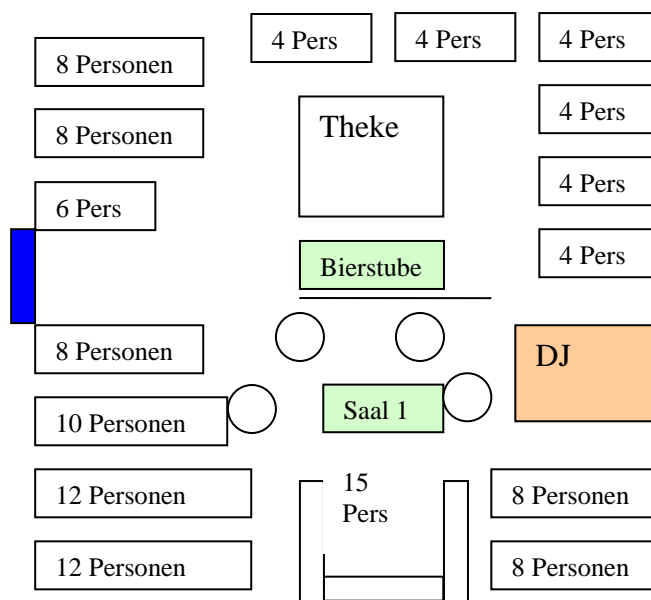 4 Pers
4 Pers
4 Pers
8 Personen
Theke
4 Pers
8 Personen
4 Pers
6 Pers
4 Pers
Bierstube
8 Personen
DJ
10 Personen
Saal 1
12 Personen
15
Pers
8 Personen
12 Personen
8 Personen